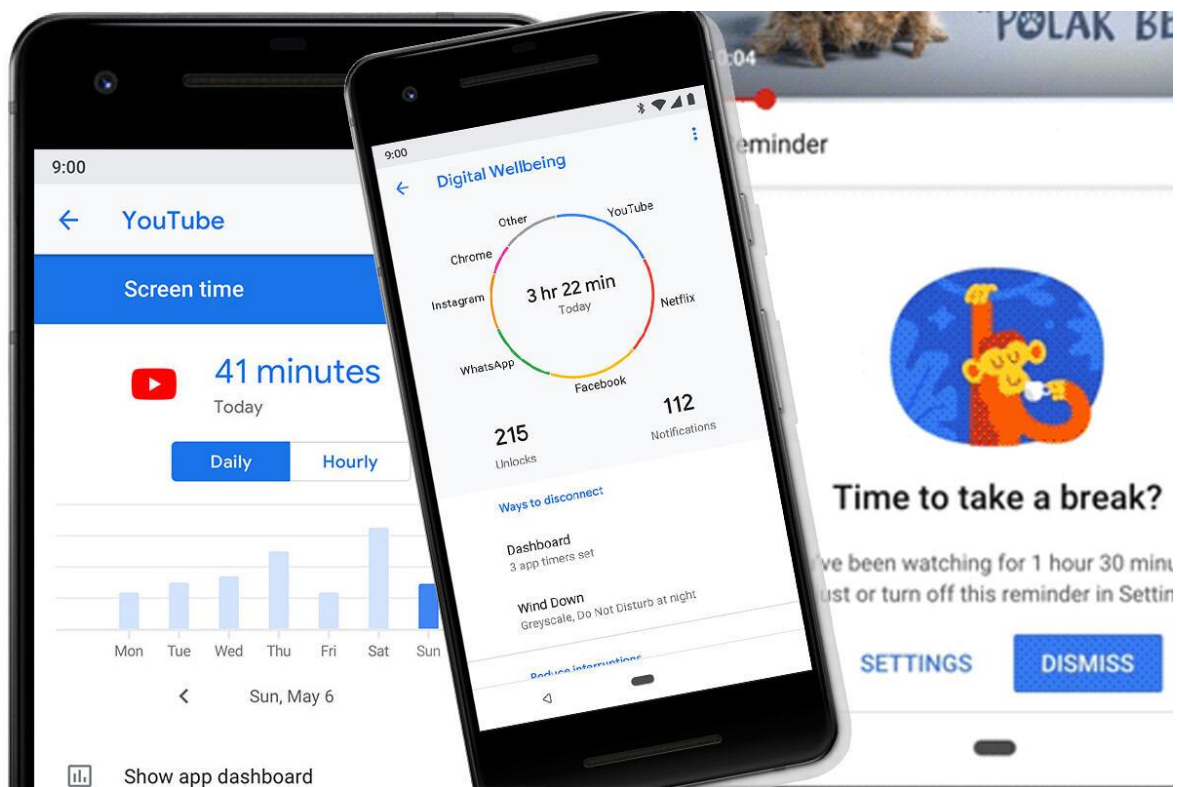 9:00
YouTube
Screen time
41 minutes
Today
Daily Hourly
Mon Tue Wed Thu Fri Sat Sun
Sun, May 6
Show app dashboard
9:00
Digital Wellbeing
Other
YouTube
Chrome
Instagram
3 hr 22 min
Today
Netflix
WhatsApp
Facebook
215
Unlocks
112
Notifications
Ways to disconnect
Dashboard
3 app timers set
Wind Down
Greyscale, Do Not Disturb at night
Reduce interruptions
"POLAR BE
0:04
eminder
Time to take a break?
've been watching for 1 hour 30 minu
ust or turn off this reminder in Settin
SETTINGS DISMISS